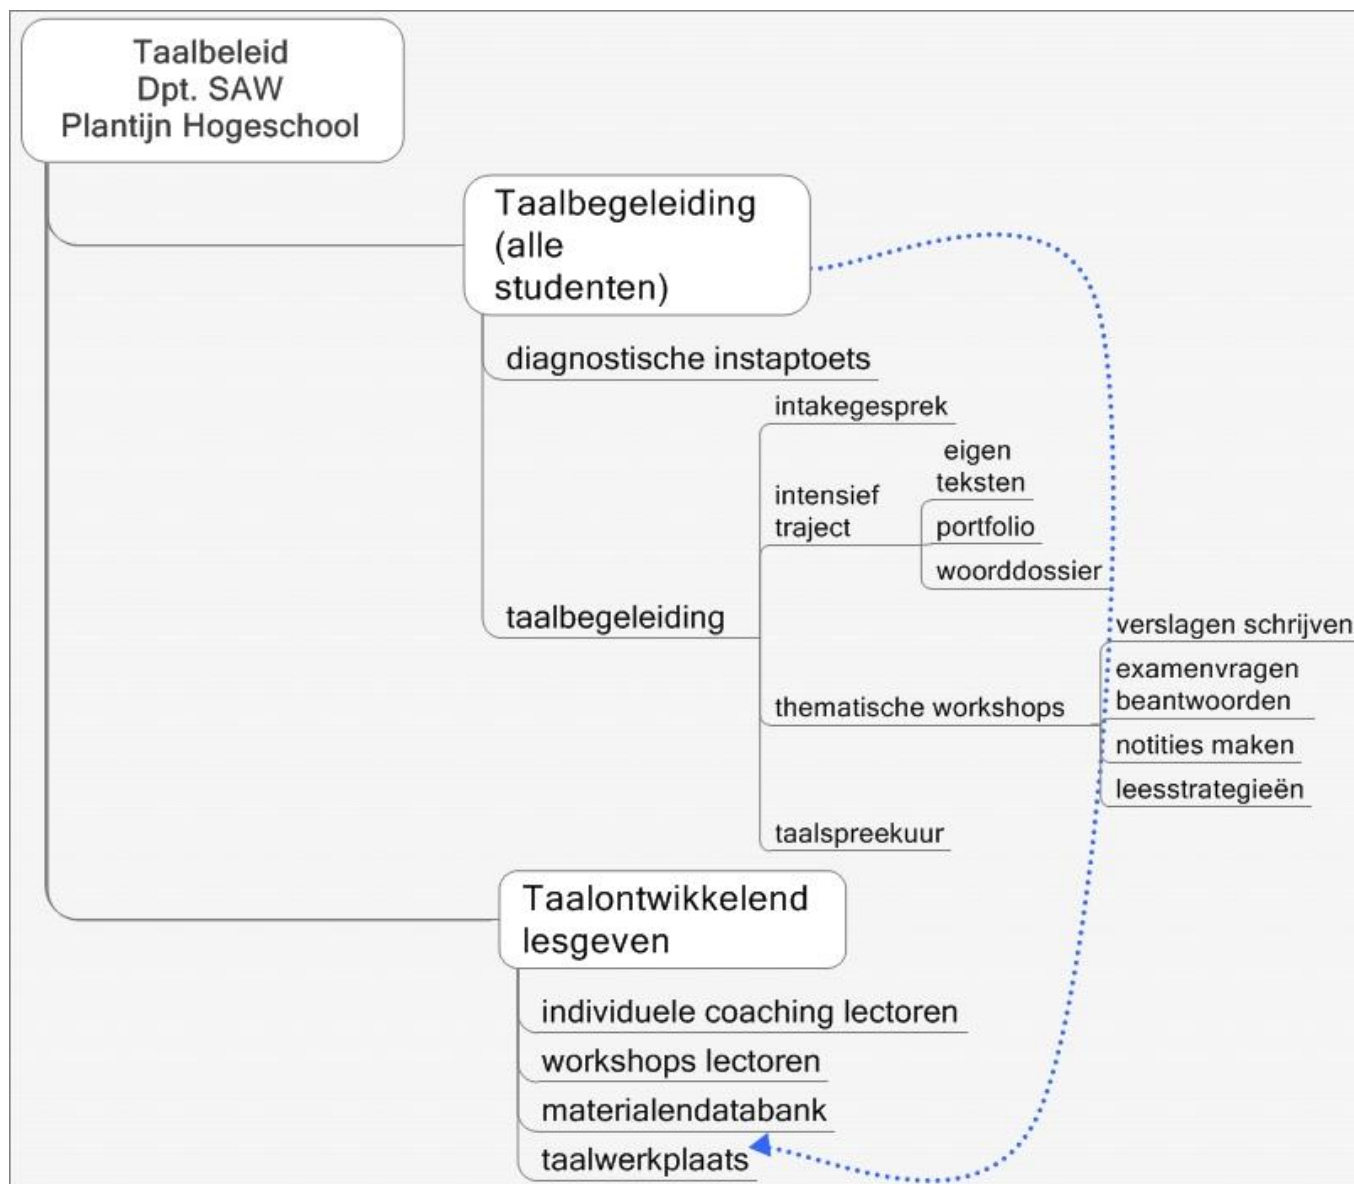 Taalbeleid
Dpt. SAW
Plantijn Hogeschool
Taalbegeleiding
(alle
studenten)
diagnostische instaptoets
taalbegeleiding
intakegesprek
intensief
traject
eigen
teksten
portfolio
woorddossier
thematische workshops
verslagen schrijven
examenvragen
beantwoorden
notities maken
leesstrategieën
taalspreekuur
Taalontwikkelend
lesgeven
individuele coaching lectoren
workshops lectoren
materialendatabank
taalwerkplaats